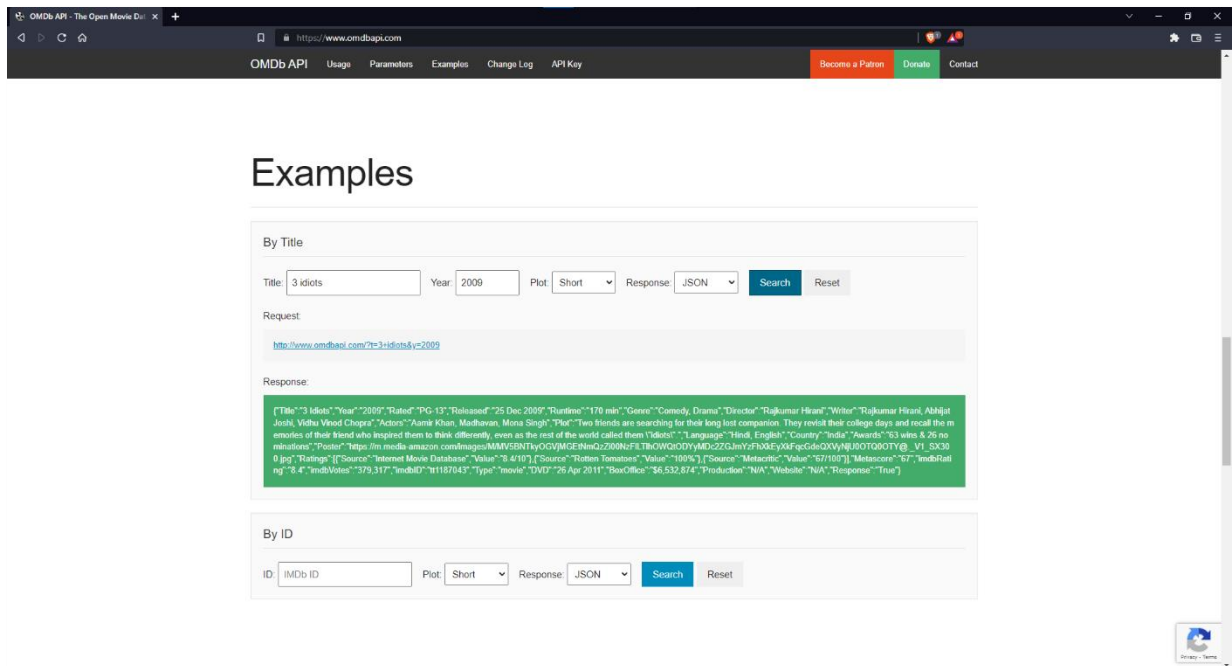 OMDb API - The Open Movie Dat
https://www.omdbapi.com
OMDb API Usage Parameters Examples Change Log API Key Become a Patron Donate Contact
Examples
By Title
Title: 3 idiots Year: 2009 Plot: Short Response: JSON Search Reset
Request:
http://www.omdbapi.com/?t=3+idiots&y=2009
Response:
{"Title":"3 Idiots","Year":"2009","Rated":"PG-13","Released":"25 Dec 2009","Runtime":"170 min","Genre":"Comedy, Drama","Director":"Rajkumar Hirani","Writer":"Rajkumar Hirani, Abhijat
Joshi, Vidhu Vinod Chopra","Actors":"Aamir Khan, Madhavan, Mona Singh","Plot":"Two friends are searching for their long lost companion. They revisit their college days and recall the m
emories of their friend who inspired them to think differently, even as the rest of the world called them \"idiots\".","Language":"Hindi, English","Country":"India","Awards":"63 wins & 26 no
minations","Poster":"https://m.media-amazon.com/images/M/
0.jpg","Ratings":[{"Source":"Internet Movie Database","Value":"8.4/10"},{"Source":"Rotten Tomatoes","Value":"100%"},{"Source":"Metacritic","Value":"67/100"}],"Metascore":"67","imdbRati
ng":"8.4","imdbVotes":"379,317","imdbID":"tt1187043","Type":"movie","DVD":"26 Apr 2011","BoxOffice":"$6,532,874","Production":"N/A","Website":"N/A","Response":"True"}
By ID
ID: IMDb ID Plot: Short Response: JSON Search Reset
Privacy - Terms